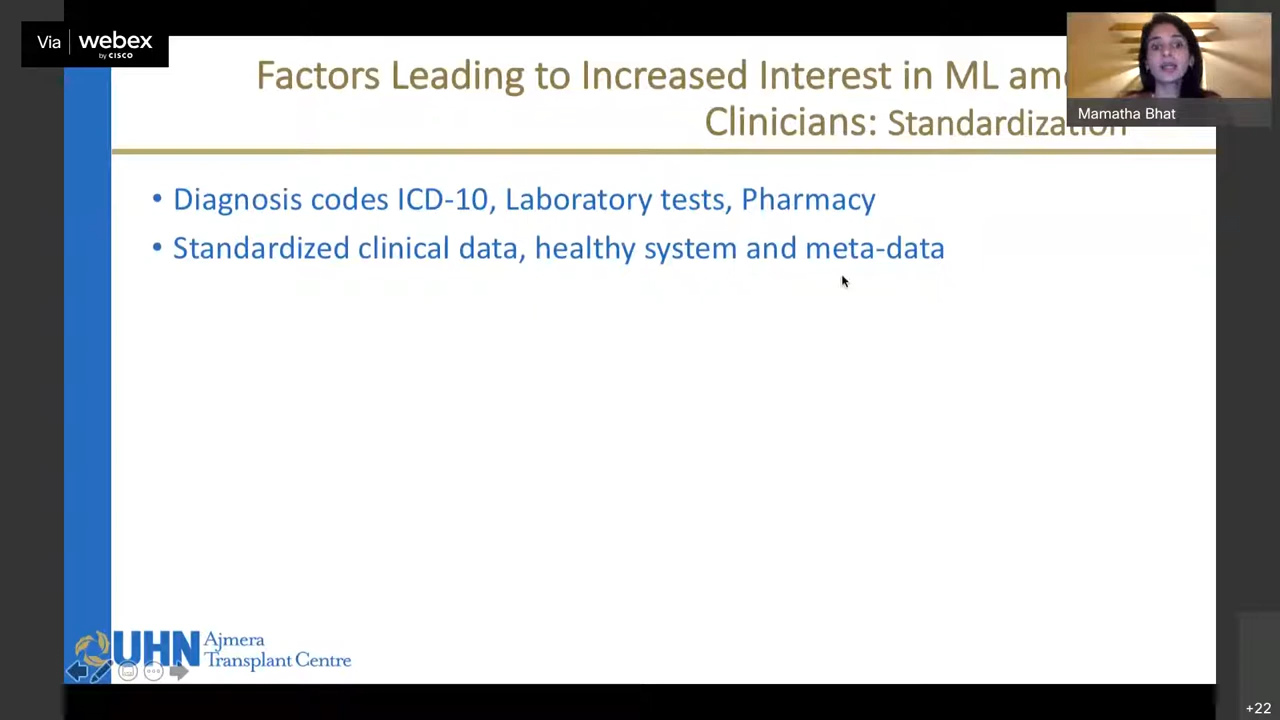 Via webex
by CISCO
Factors Leading to Increased Interest in ML am
Clinicians: Standardization
Mamatha Bhat
• Diagnosis codes ICD-10, Laboratory tests, Pharmacy
• Standardized clinical data, healthy system and meta-data
UHN Ajmera
Transplant Centre
+22